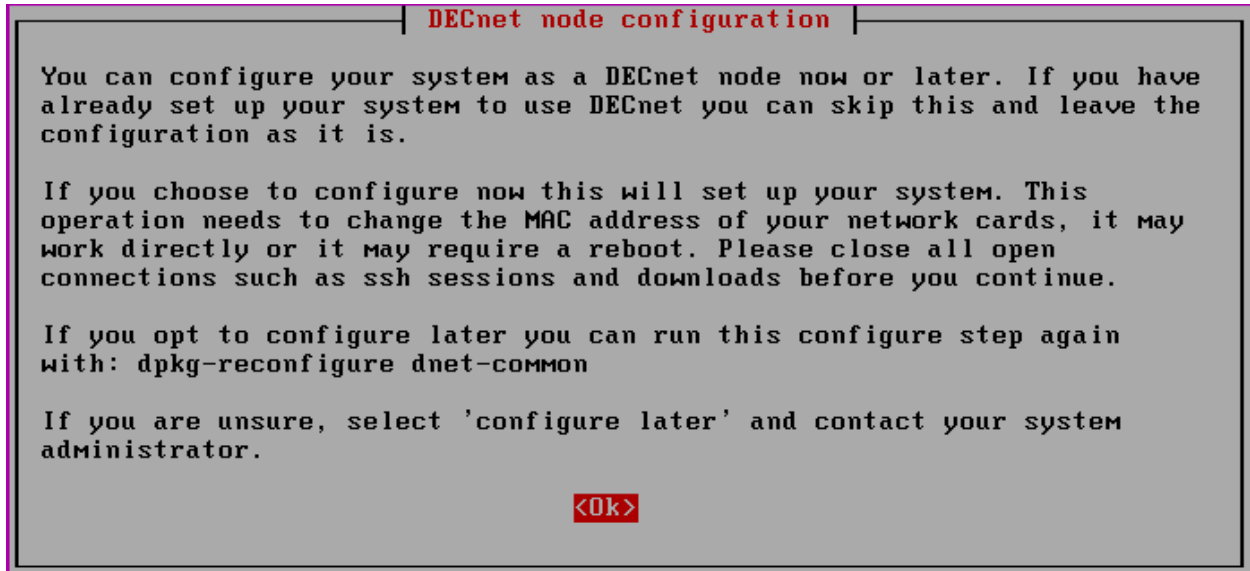 DECnet node configuration
You can configure your system as a DECnet node now or later. If you have
already set up your system to use DECnet you can skip this and leave the
configuration as it is.
If you choose to configure now this will set up your system. This
operation needs to change the MAC address of your network cards, it may
work directly or it may require a reboot. Please close all open
connections such as ssh sessions and downloads before you continue.
If you opt to configure later you can run this configure step again
with: dpkg-reconfigure dnet-common
If you are unsure, select 'configure later' and contact your system
administrator.
<Ok>